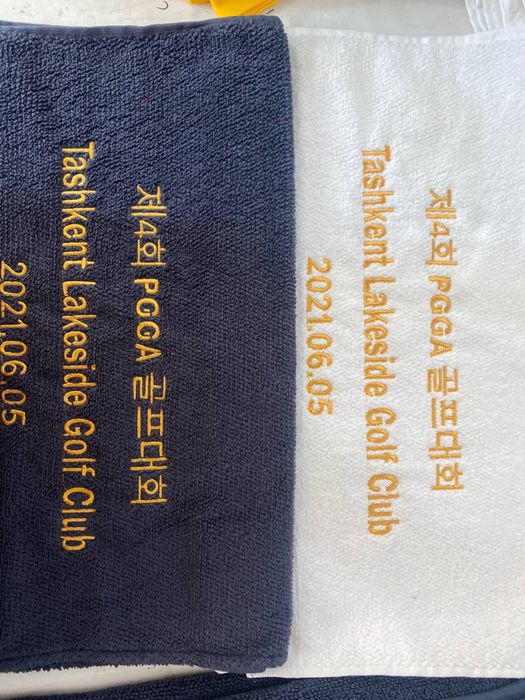 제4회 PGGA 골프대회
Tashkent Lakeside Golf Club
2021.06.05
제4회 PGGA 골프대회
Tashkent Lakeside Golf Club
2021.06.05